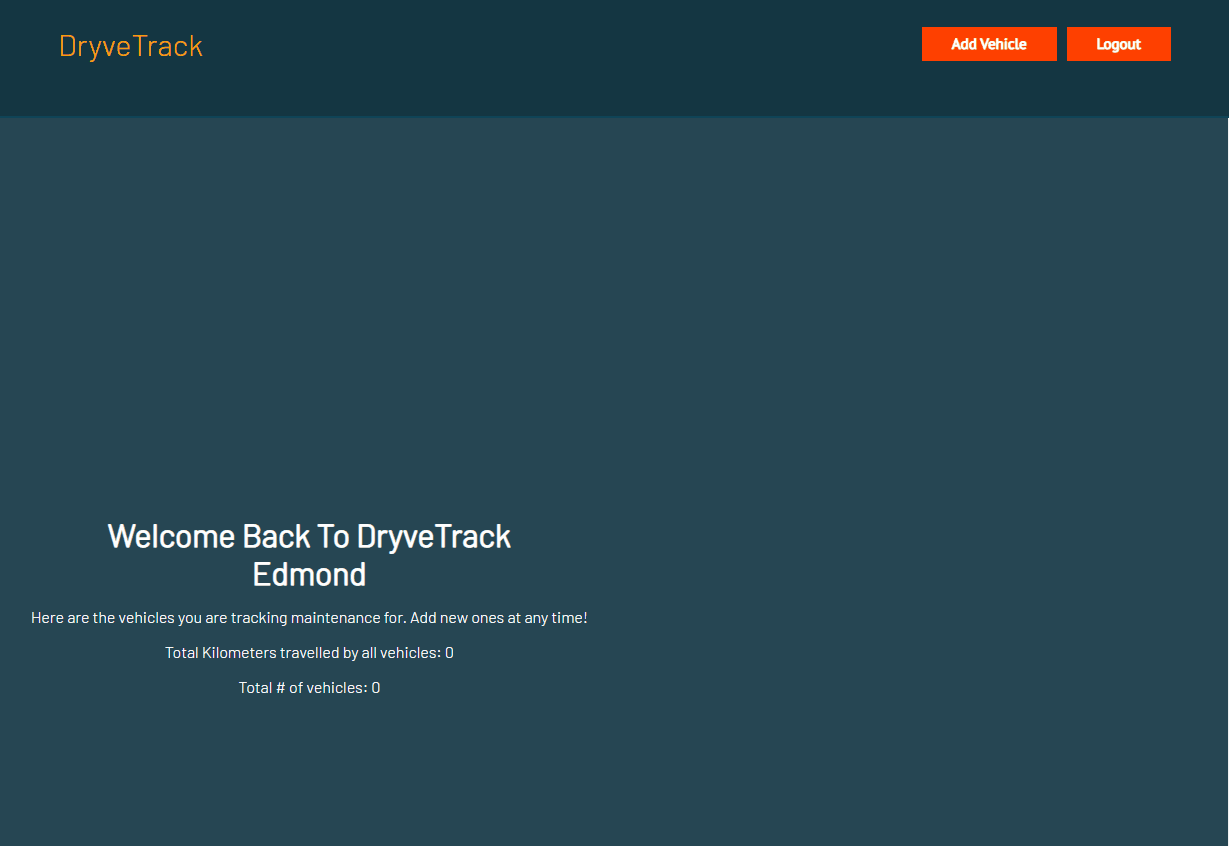 DryveTrack
Add Vehicle
Logout
Welcome Back To DryveTrack
Edmond
Here are the vehicles you are tracking maintenance for. Add new ones at any time!
Total Kilometers travelled by all vehicles: 0
Total # of vehicles: 0